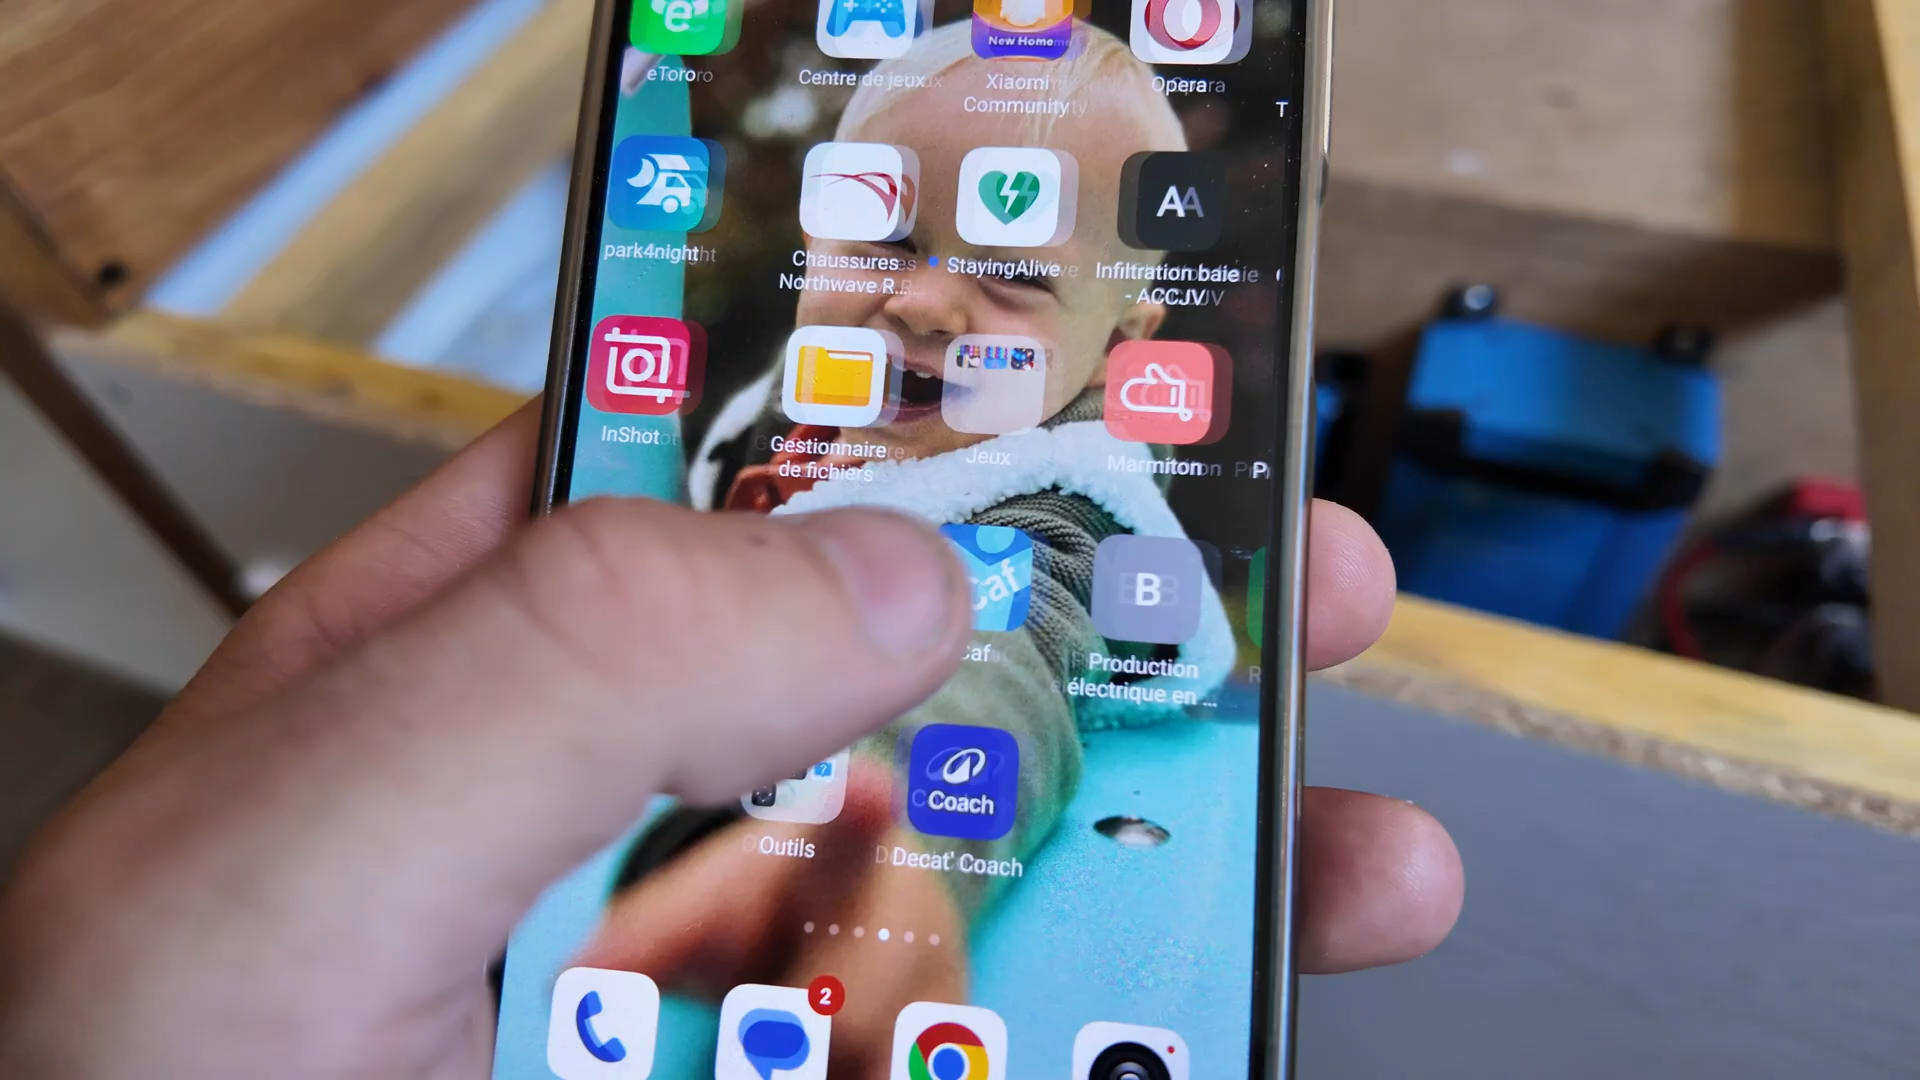 e
New Home
eToro
Centre de jeux
Xiaomi
Community
Opera
T
park4night
Chaussures
Northwave R...
StayingAlive
AA
Infiltration baie
- ACCJV
InShot
Gestionnaire
de fichiers
Jeux
Marmiton
P
Caf
caf
B
Production
électrique en ...
?
Coach
Outils
Decat' Coach
2